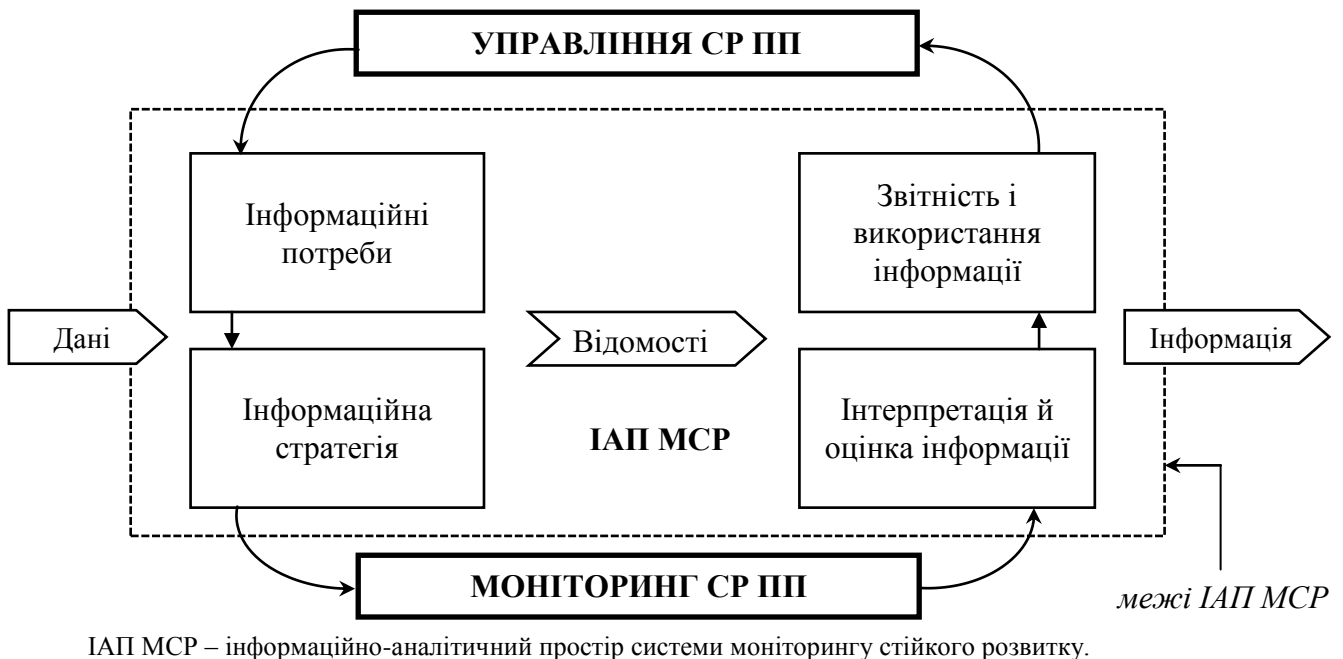 УПРАВЛІННЯ СР ПП
Інформаційні
потреби
Звітність і
використання
інформації
Дані
Відомості
Інформація
Інформаційна
стратегія
ІАП МСР
Інтерпретація й
оцінка інформації
МОНІТОРИНГ СР ПП
межі ІАП МСР
ІАП МСР – інформаційно-аналітичний простір системи моніторингу стійкого розвитку.